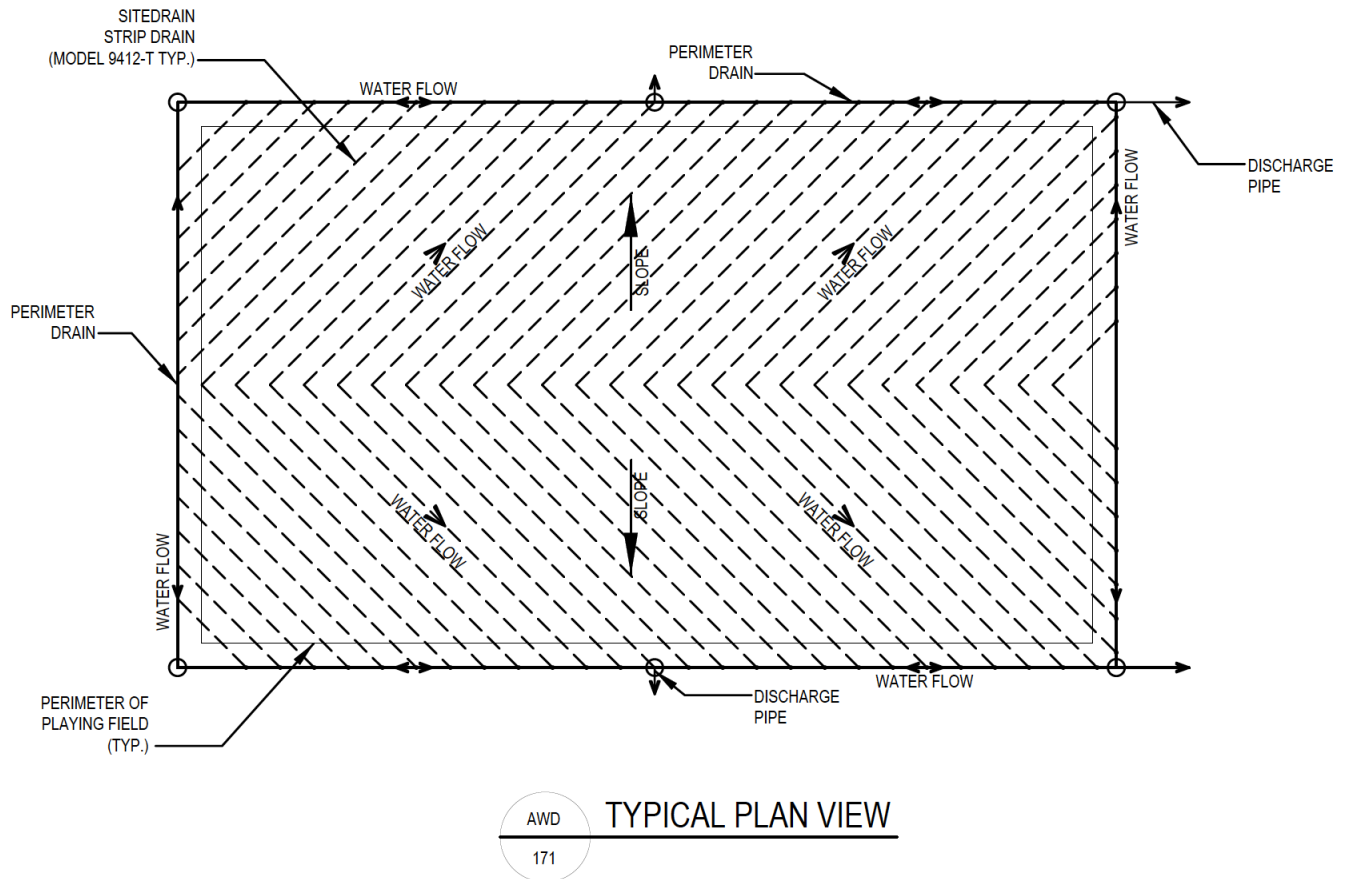 SITEDRAIN
STRIP DRAIN
(MODEL 9412-T TYP.)
WATER FLOW
PERIMETER
DRAIN
DISCHARGE
PIPE
WATER FLOW
WATER FLOW
WATER FLOW
SLOPE
PERIMETER
DRAIN
SLOPE
WATER FLOW
WATER FLOW
WATER FLOW
WATER FLOW
PERIMETER OF
PLAYING FIELD
(TYP.)
DISCHARGE
PIPE
AWD
171
TYPICAL PLAN VIEW